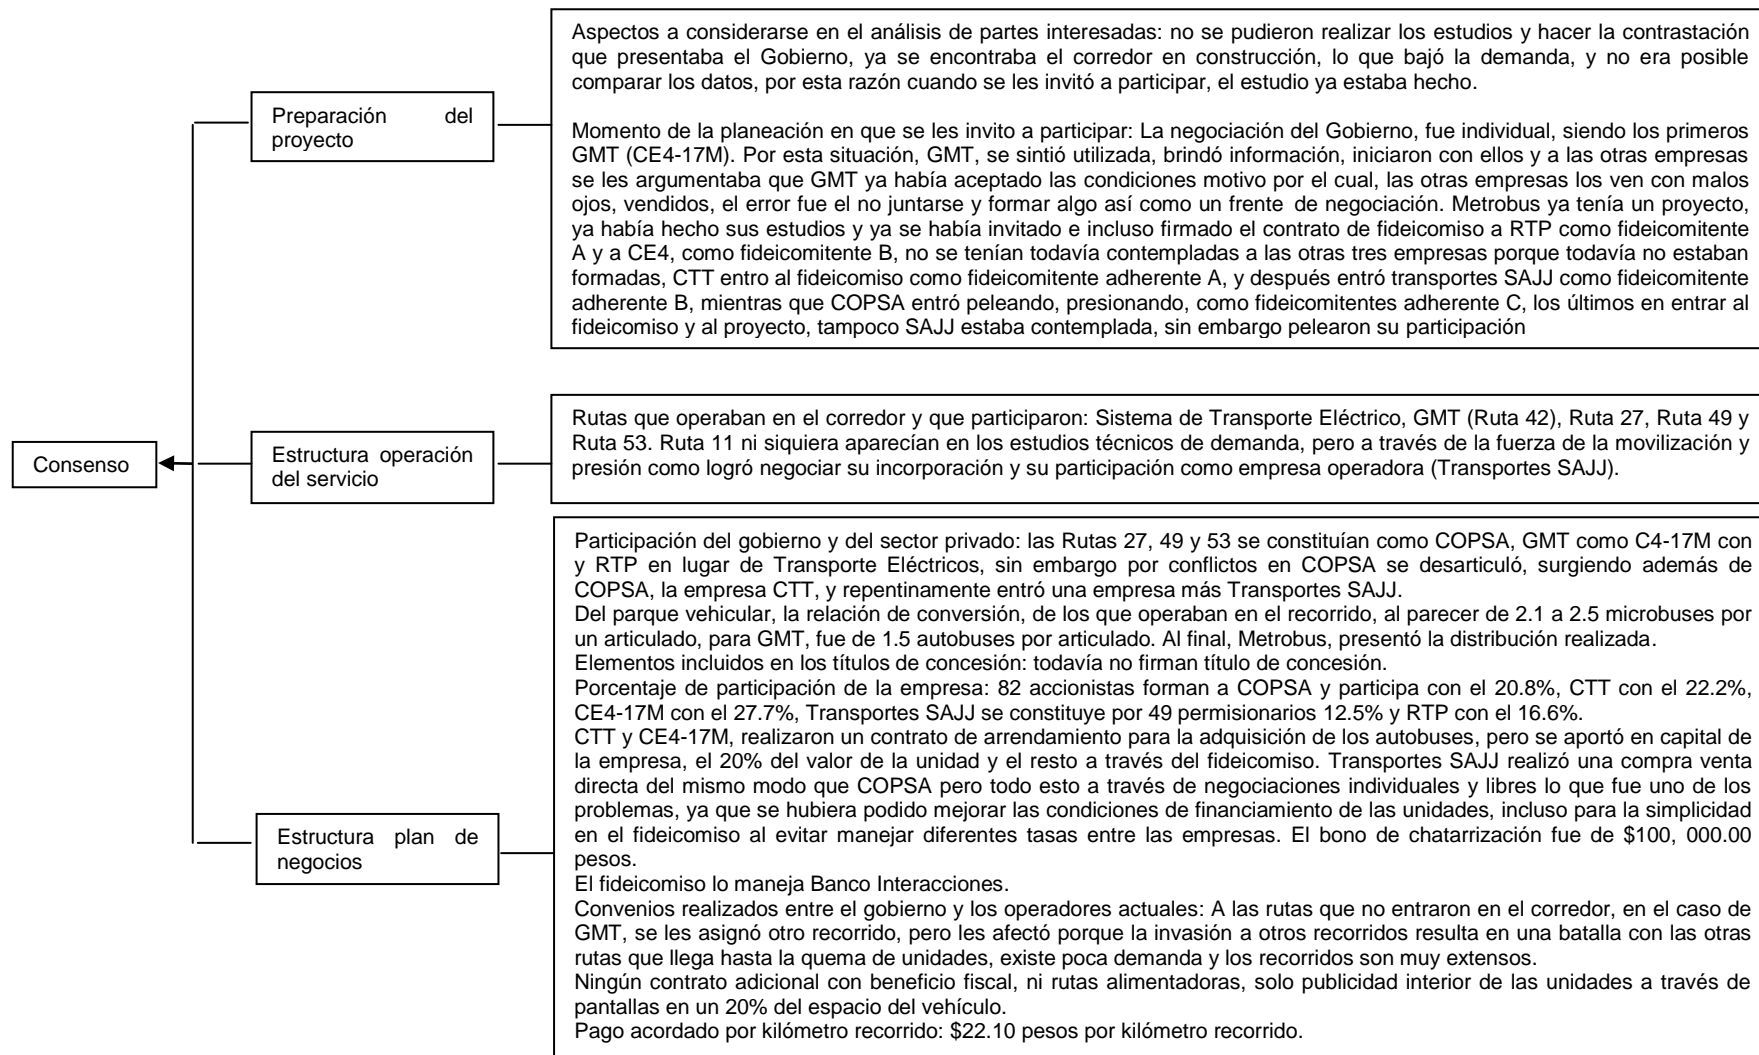 Aspectos a considerarse en el análisis de partes interesadas: no se pudieron realizar los estudios y hacer la contrastación
que presentaba el Gobierno, ya se encontraba el corredor en construcción, lo que bajó la demanda, y no era posible
comparar los datos, por esta razón cuando se les invitó a participar, el estudio ya estaba hecho.
Preparación del
proyecto
Momento de la planeación en que se les invito a participar: La negociación del Gobierno, fue individual, siendo los primeros
GMT (CE4-17M). Por esta situación, GMT, se sintió utilizada, brindó información, iniciaron con ellos y a las otras empresas
se les argumentaba que GMT ya había aceptado las condiciones motivo por el cual, las otras empresas los ven con malos
ojos, vendidos, el error fue el no juntarse y formar algo así como un frente de negociación. Metrobus ya tenía un proyecto,
ya había hecho sus estudios y ya se había invitado e incluso firmado el contrato de fideicomiso a RTP como fideicomitente
A y a CE4, como fideicomitente B, no se tenían todavía contempladas a las otras tres empresas porque todavía no estaban
formadas, CTT entro al fideicomiso como fideicomitente adherente A, y después entró transportes SAJJ como fideicomitente
adherente B, mientras que COPSA entró peleando, presionando, como fideicomitentes adherente C, los últimos en entrar al
fideicomiso y al proyecto, tampoco SAJJ estaba contemplada, sin embargo pelearon su participación
Consenso
Estructura operación
del servicio
Rutas que operaban en el corredor y que participaron: Sistema de Transporte Eléctrico, GMT (Ruta 42), Ruta 27, Ruta 49 y
Ruta 53. Ruta 11 ni siquiera aparecían en los estudios técnicos de demanda, pero a través de la fuerza de la movilización y
presión como logró negociar su incorporación y su participación como empresa operadora (Transportes SAJJ).
Estructura plan de
negocios
Participación del gobierno y del sector privado: las Rutas 27, 49 y 53 se constituían como COPSA, GMT como C4-17M con
y RTP en lugar de Transporte Eléctricos, sin embargo por conflictos en COPSA se desarticuló, surgiendo además de
COPSA, la empresa CTT, y repentinamente entró una empresa más Transportes SAJJ.
Del parque vehicular, la relación de conversión, de los que operaban en el recorrido, al parecer de 2.1 a 2.5 microbuses por
un articulado, para GMT, fue de 1.5 autobuses por articulado. Al final, Metrobus, presentó la distribución realizada.
Elementos incluidos en los títulos de concesión: todavía no firman título de concesión.
Porcentaje de participación de la empresa: 82 accionistas forman a COPSA y participa con el 20.8%, CTT con el 22.2%,
CE4-17M con el 27.7%, Transportes SAJJ se constituye por 49 permisionarios 12.5% y RTP con el 16.6%.
CTT y CE4-17M, realizaron un contrato de arrendamiento para la adquisición de los autobuses, pero se aportó en capital de
la empresa, el 20% del valor de la unidad y el resto a través del fideicomiso. Transportes SAJJ realizó una compra venta
directa del mismo modo que COPSA pero todo esto a través de negociaciones individuales y libres lo que fue uno de los
problemas, ya que se hubiera podido mejorar las condiciones de financiamiento de las unidades, incluso para la simplicidad
en el fideicomiso al evitar manejar diferentes tasas entre las empresas. El bono de chatarrización fue de $100, 000.00
pesos.
El fideicomiso lo maneja Banco Interacciones.
Convenios realizados entre el gobierno y los operadores actuales: A las rutas que no entraron en el corredor, en el caso de
GMT, se les asignó otro recorrido, pero les afectó porque la invasión a otros recorridos resulta en una batalla con las otras
rutas que llega hasta la quema de unidades, existe poca demanda y los recorridos son muy extensos.
Ningún contrato adicional con beneficio fiscal, ni rutas alimentadoras, solo publicidad interior de las unidades a través de
pantallas en un 20% del espacio del vehículo.
Pago acordado por kilómetro recorrido: $22.10 pesos por kilómetro recorrido.